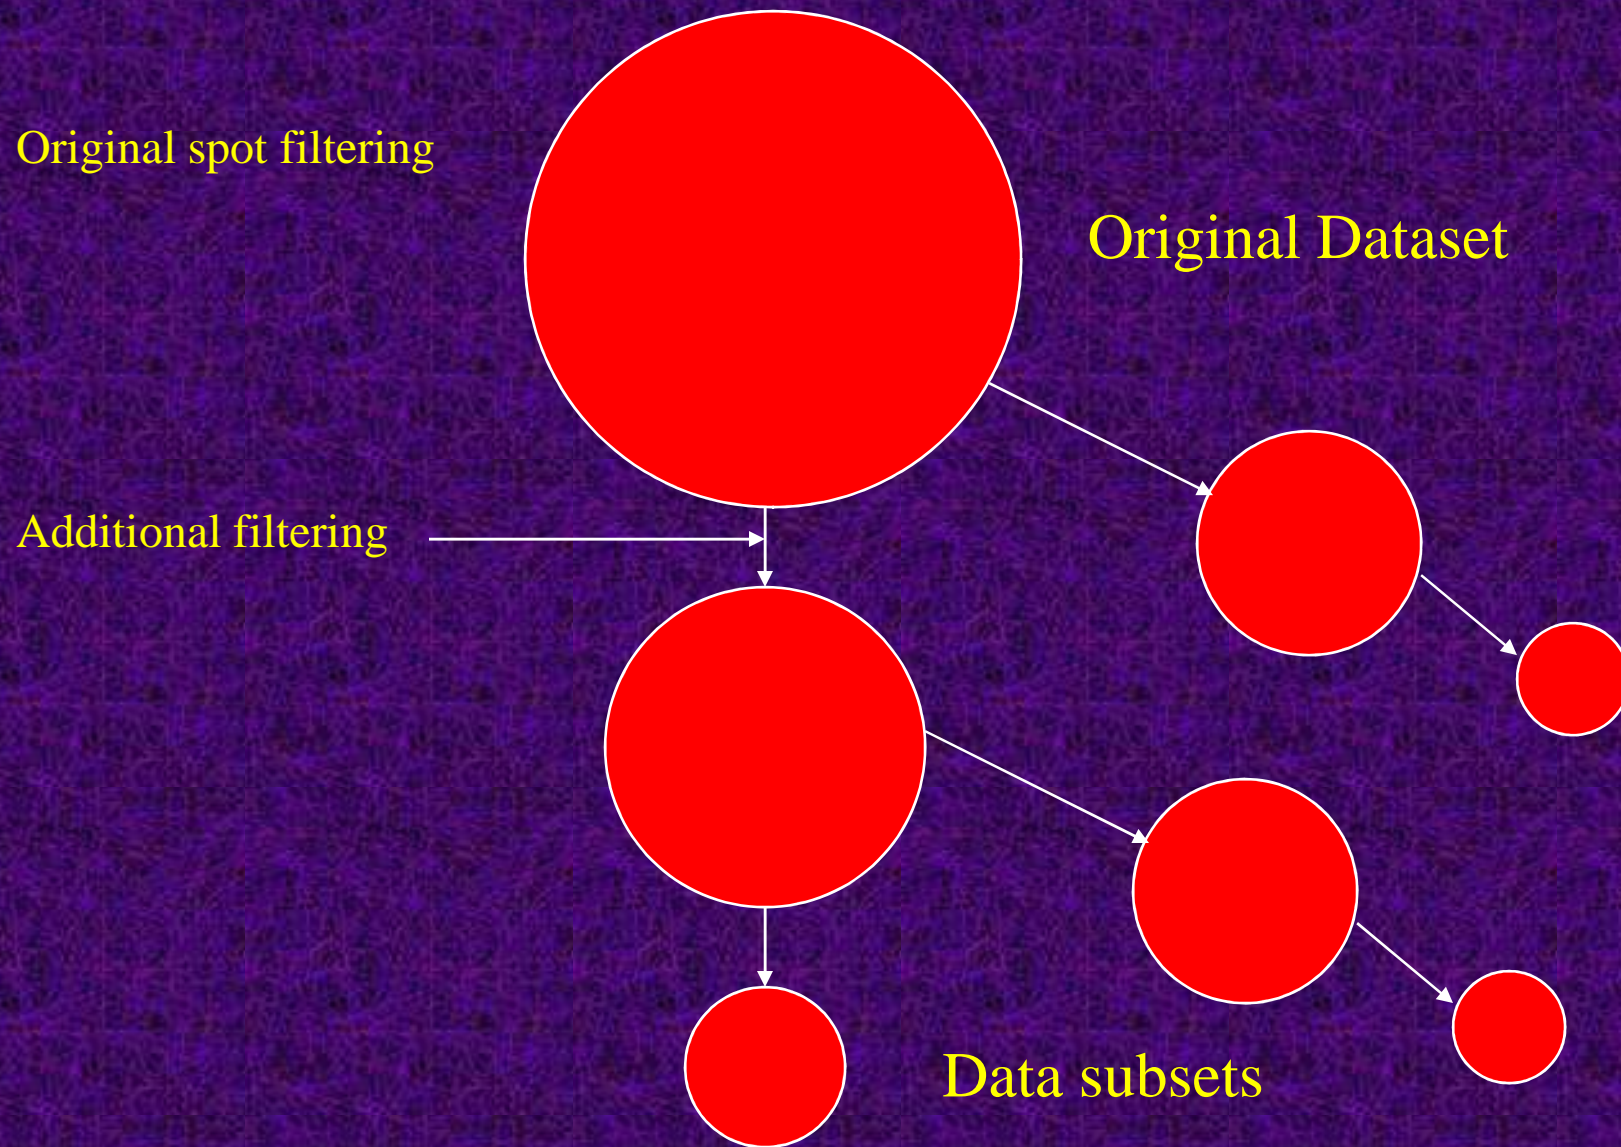 Original spot filtering
Original Dataset
Additional filtering
Data subsets